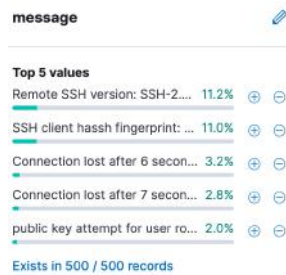 message
Top 5 values
Remote SSH version: SSH-2.... 11.2%
SSH client hassh fingerprint: ... 11.0%
Connection lost after 6 secon... 3.2%
Connection lost after 7 secon... 2.8%
public key attempt for user ro... 2.0%
Exists in 500 / 500 records